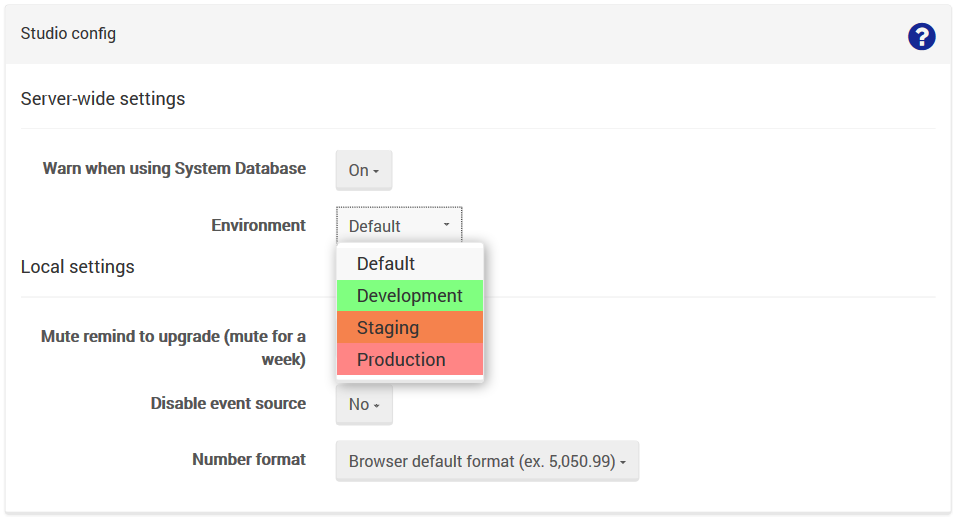 Studio config
?
Server-wide settings
Warn when using System Database
On
Environment
Default
Default
Development
Staging
Production
Local settings
Mute remind to upgrade (mute for a
week)
Disable event source
No
Number format
Browser default format (ex. 5,050.99)